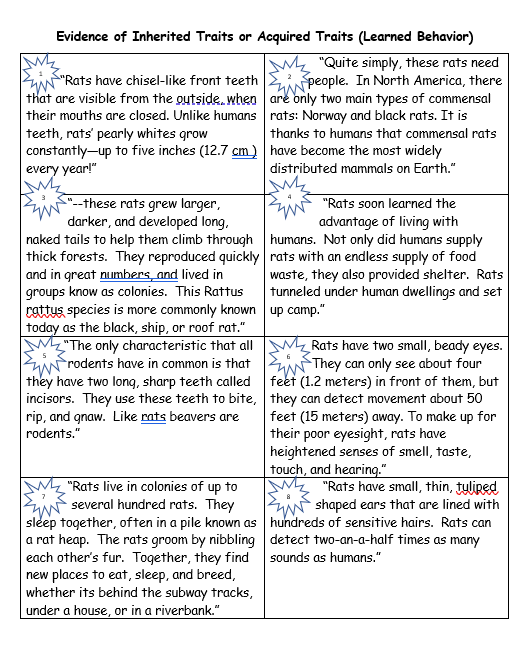 Evidence of Inherited Traits or Acquired Traits (Learned Behavior)
1
“Rats have chisel-like front teeth
that are visible from the outside, when
their mouths are closed. Unlike humans
teeth, rats’ pearly whites grow
constantly—up to five inches (12.7 cm )
every year!”
2
“Quite simply, these rats need
people. In North America, there
are only two main types of commensal
rats: Norway and black rats. It is
thanks to humans that commensal rats
have become the most widely
distributed mammals on Earth.”
3
“--these rats grew larger,
darker, and developed long,
naked tails to help them climb through
thick forests. They reproduced quickly
and in great numbers, and lived in
groups know as colonies. This Rattus
rattus species is more commonly known
today as the black, ship, or roof rat.”
4
“Rats soon learned the
advantage of living with
humans. Not only did humans supply
rats with an endless supply of food
waste, they also provided shelter. Rats
tunneled under human dwellings and set
up camp.”
5
“The only characteristic that all
rodents have in common is that
they have two long, sharp teeth called
incisors. They use these teeth to bite,
rip, and gnaw. Like rats beavers are
rodents.”
6
Rats have two small, beady eyes.
They can only see about four
feet (1.2 meters) in front of them, but
they can detect movement about 50
feet (15 meters) away. To make up for
their poor eyesight, rats have
heightened senses of smell, taste,
touch, and hearing.”
7
“Rats live in colonies of up to
several hundred rats. They
sleep together, often in a pile known as
a rat heap. The rats groom by nibbling
each other’s fur. Together, they find
new places to eat, sleep, and breed,
whether its behind the subway tracks,
under a house, or in a riverbank.”
8
“Rats have small, thin, tuliped
shaped ears that are lined with
hundreds of sensitive hairs. Rats can
detect two-an-a-half times as many
sounds as humans.”